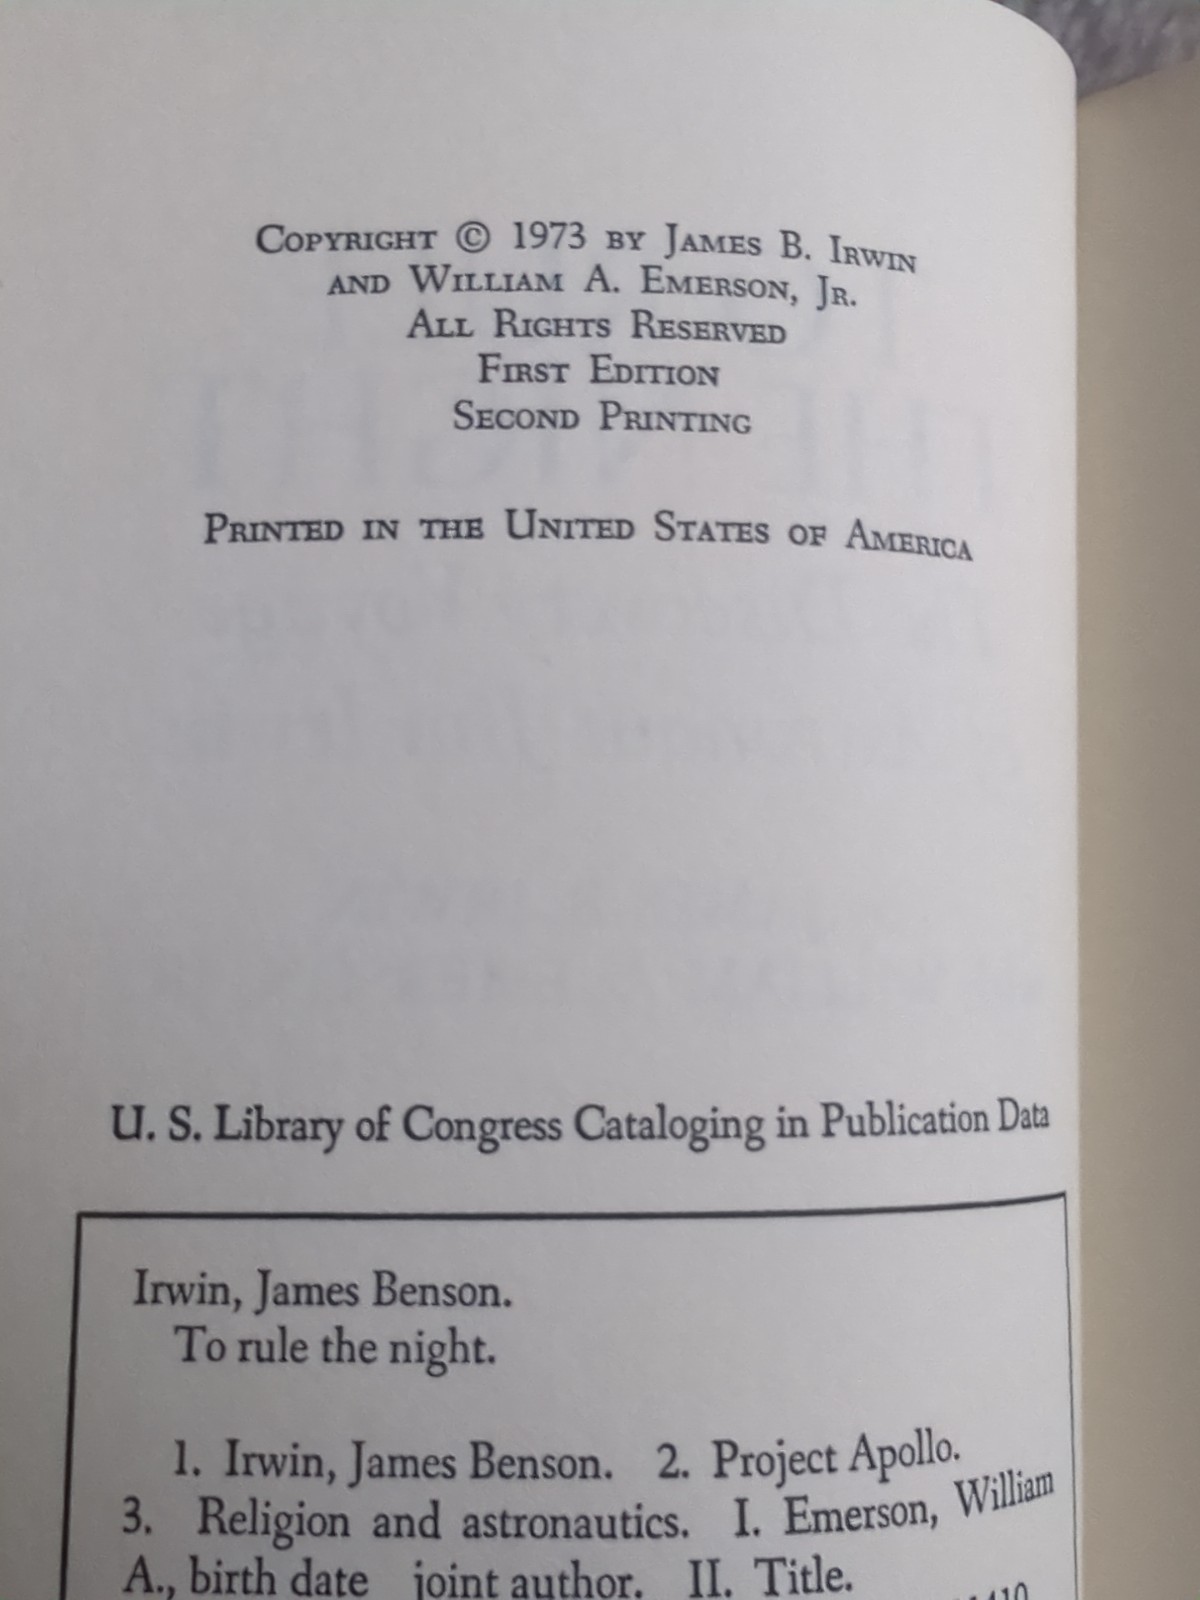 Copyright © 1973 by James B. Irwin
and William A. Emerson, Jr.
All Rights Reserved
First Edition
Second Printing
Printed in the United States of America
U. S. Library of Congress Cataloging in Publication Data
Irwin, James Benson.
To rule the night.
1. Irwin, James Benson. 2. Project Apollo.
3. Religion and astronautics. I. Emerson, William
A., birth date joint author. II. Title.